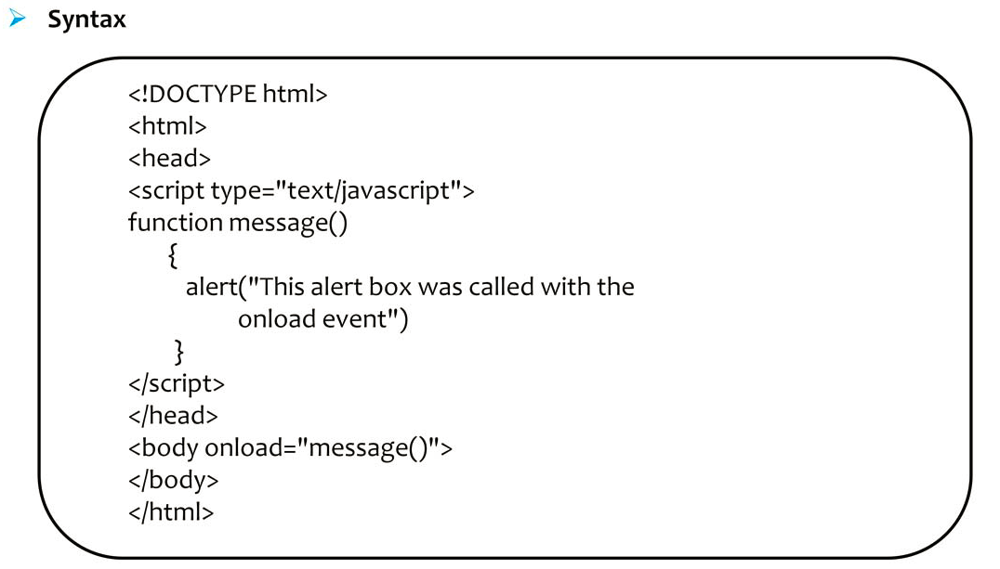 Syntax
<!DOCTYPE html>
<html>
<head>
<script type="text/javascript">
function message()
{
alert("This alert box was called with the
onload event")
}
</script>
</head>
<body onload="message()">
</body>
</html>